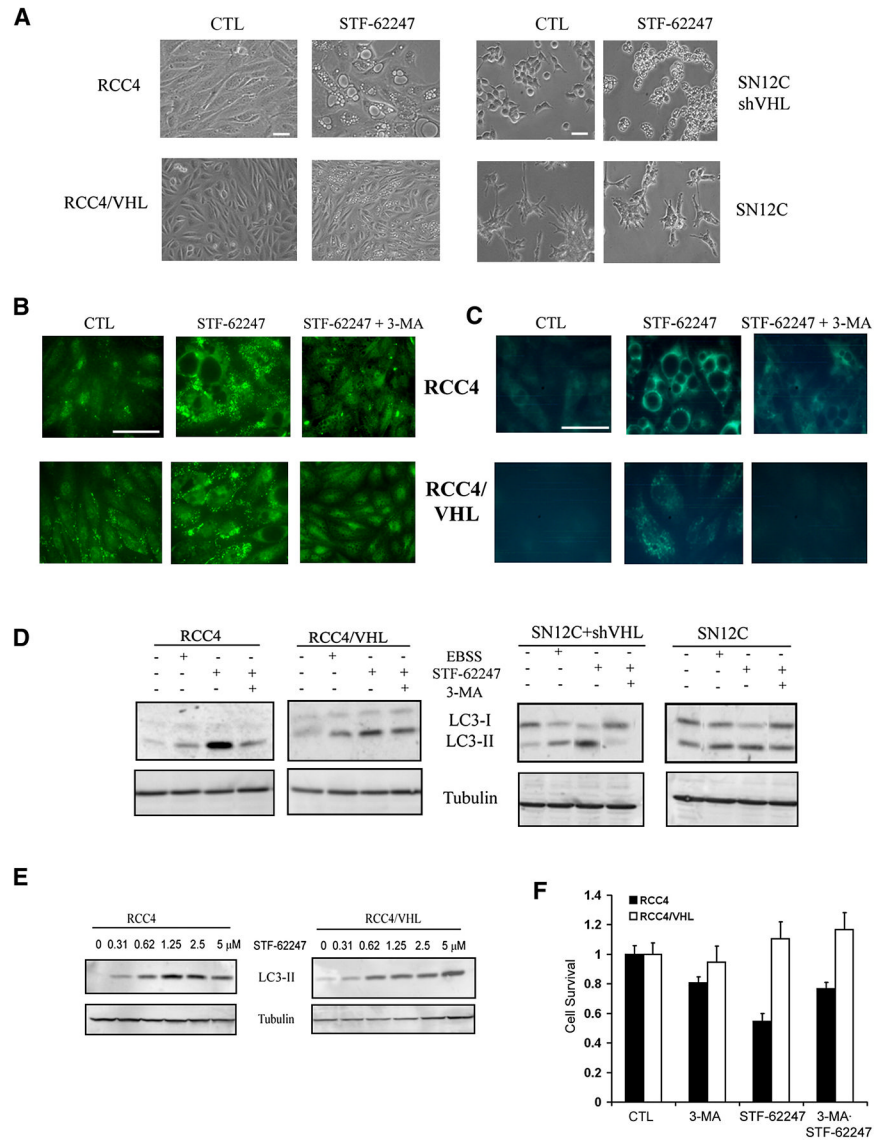 A
CTL STF-62247 CTL STF-62247
RCC4
SN12C
shVHL
RCC4/VHL
SN12C
B
CTL STF-62247 STF-62247 + 3-MA
C
CTL STF-62247 STF-62247 + 3-MA
RCC4
RCC4/
VHL
D
RCC4 RCC4/VHL SN12C+shVHL SN12C
- + - - - + - - EBSS - + - - - + - -
- - + + - - + + STF-62247 - - + + - - + +
- - - + - - - + 3-MA - - - + - - - +
LC3-I
LC3-II
Tubulin
E
RCC4 RCC4/VHL
0 0.31 0.62 1.25 2.5 5 μM STF-62247 0 0.31 0.62 1.25 2.5 5 μM
LC3-II
Tubulin
F
1.4
1.2
1
0.8
0.6
0.4
0.2
0
Cell Survival
RCC4
RCC4/VHL
CTL 3-MA STF-62247 3-MA-
STF-62247